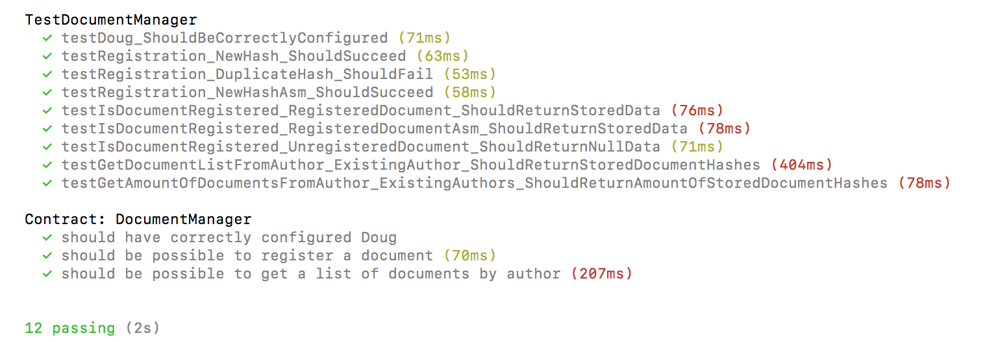 TestDocumentManager
✓ testDoug_ShouldBeCorrectlyConfigured (71ms)
✓ testRegistration_NewHash_ShouldSucceed (63ms)
✓ testRegistration_DuplicateHash_ShouldFail (53ms)
✓ testRegistration_NewHashAsm_ShouldSucceed (58ms)
✓ testIsDocumentRegistered_RegisteredDocument_ShouldReturnStoredData (76ms)
✓ testIsDocumentRegistered_RegisteredDocumentAsm_ShouldReturnStoredData (78ms)
✓ testIsDocumentRegistered_UnregisteredDocument_ShouldReturnNullData (71ms)
✓ testGetDocumentListFromAuthor_ExistingAuthor_ShouldReturnStoredDocumentHashes (404ms)
✓ testGetAmountOfDocumentsFromAuthor_ExistingAuthors_ShouldReturnAmountOfStoredDocumentHashes (78ms)
Contract: DocumentManager
✓ should have correctly configured Doug
✓ should be possible to register a document (70ms)
✓ should be possible to get a list of documents by author (207ms)
12 passing (2s)